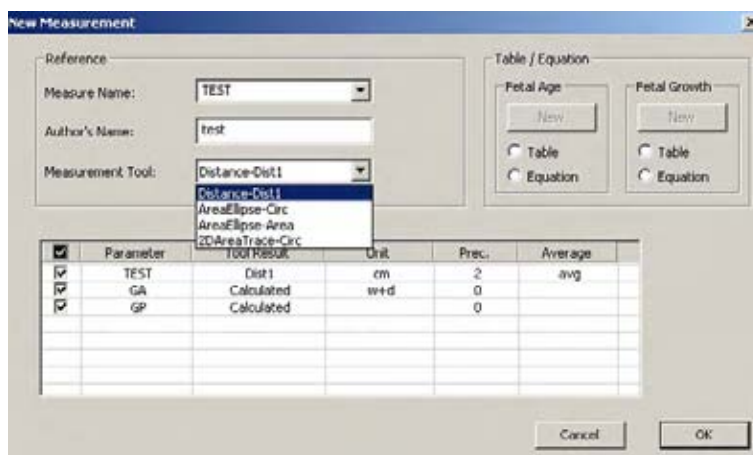 New Measurement
Reference
Measure Name: TEST
Author's Name: test
Measurement Tool: Distance-Dist1
Distance-Dist1
AreaEllipse-Circ
AreaEllipse-Area
2DAreaTrace-Circ
Table / Equation
Fetal Age
New
Table
Equation
Fetal Growth
New
Table
Equation
Parameter Tool Result Unit Prec. Average
TEST Dist1 cm 2 avg
GA Calculated w+d 0
GP Calculated 0
Cancel OK